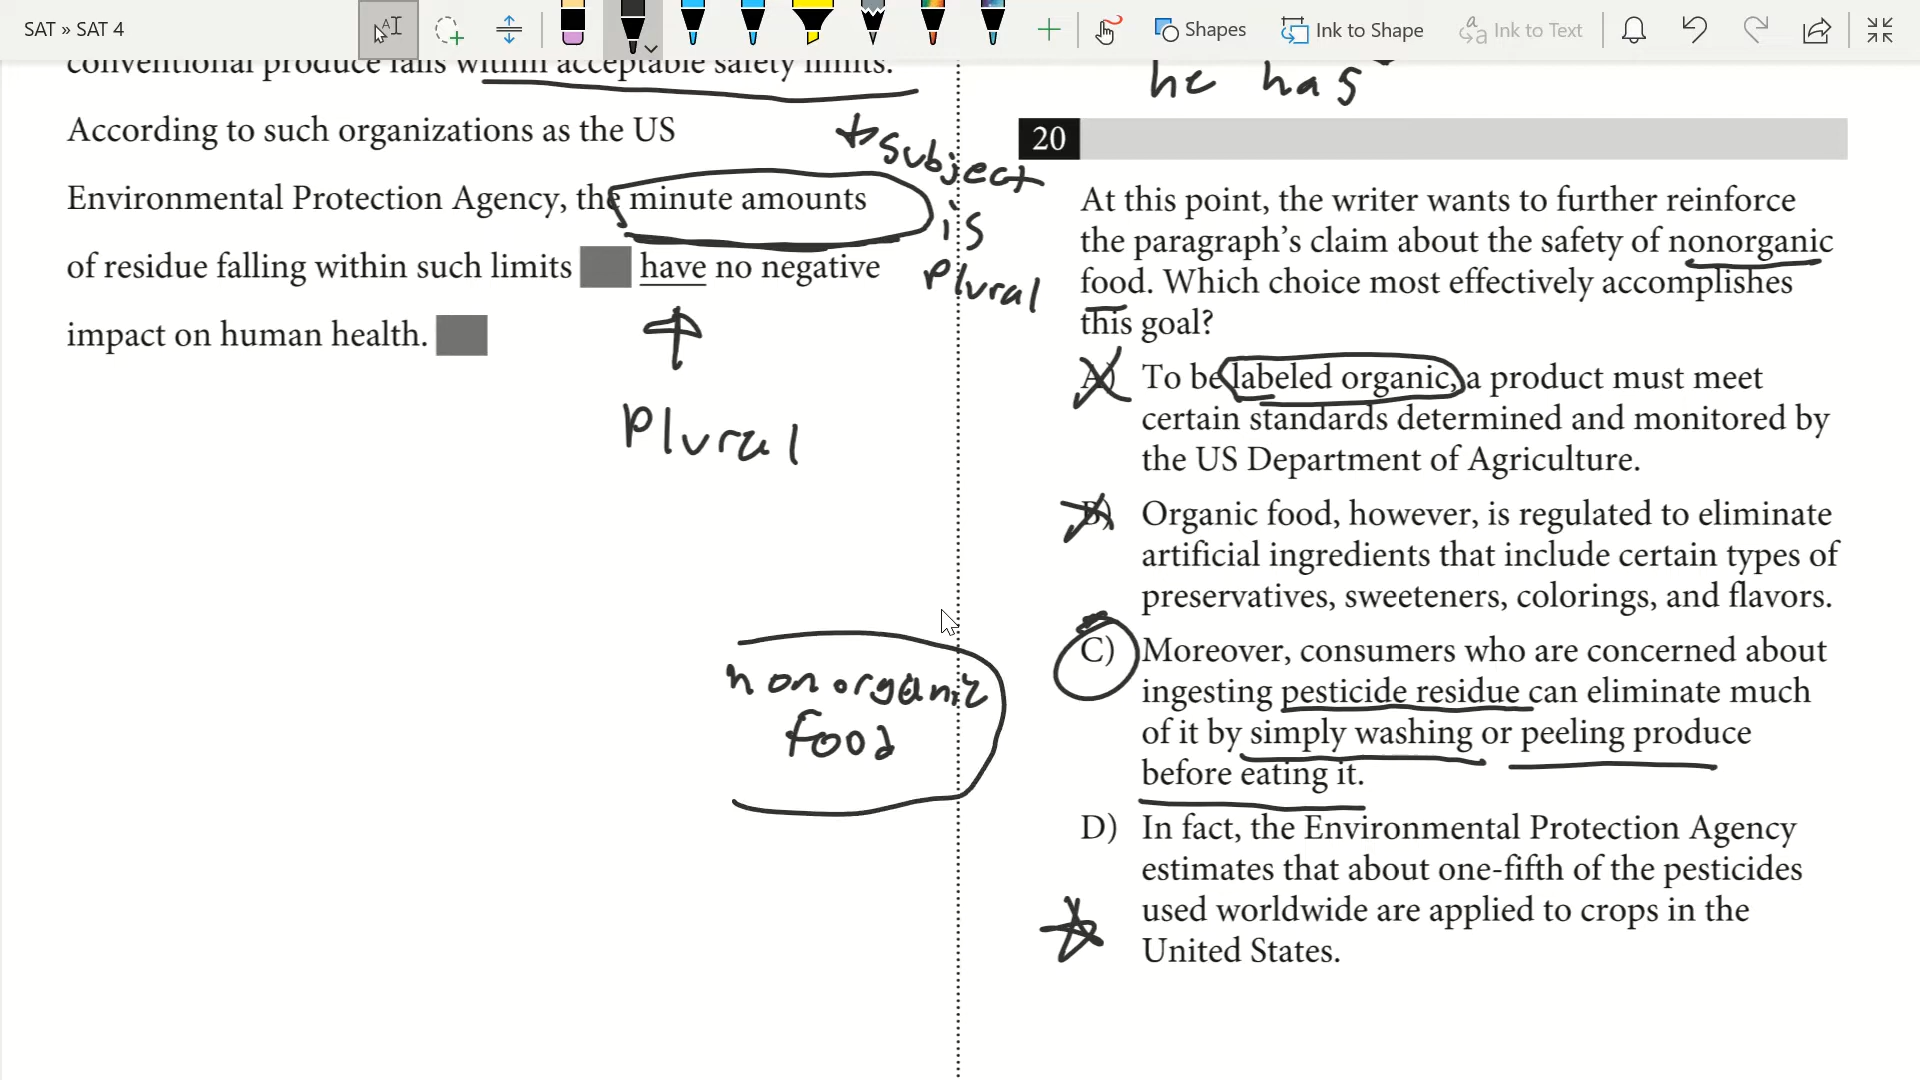 SAT » SAT 4
Shapes
Ink to Shape
Ink to Text
conventional produce falls within acceptable safety limits.
According to such organizations as the US
Environmental Protection Agency, the minute amounts
of residue falling within such limits have no negative
impact on human health.
subject
is
plural
Plural
nonorganic
food
he has
20
At this point, the writer wants to further reinforce
the paragraph's claim about the safety of nonorganic
food. Which choice most effectively accomplishes
this goal?
A) To be labeled organic, a product must meet
certain standards determined and monitored by
the US Department of Agriculture.
B) Organic food, however, is regulated to eliminate
artificial ingredients that include certain types of
preservatives, sweeteners, colorings, and flavors.
C) Moreover, consumers who are concerned about
ingesting pesticide residue can eliminate much
of it by simply washing or peeling produce
before eating it.
D) In fact, the Environmental Protection Agency
estimates that about one-fifth of the pesticides
used worldwide are applied to crops in the
United States.